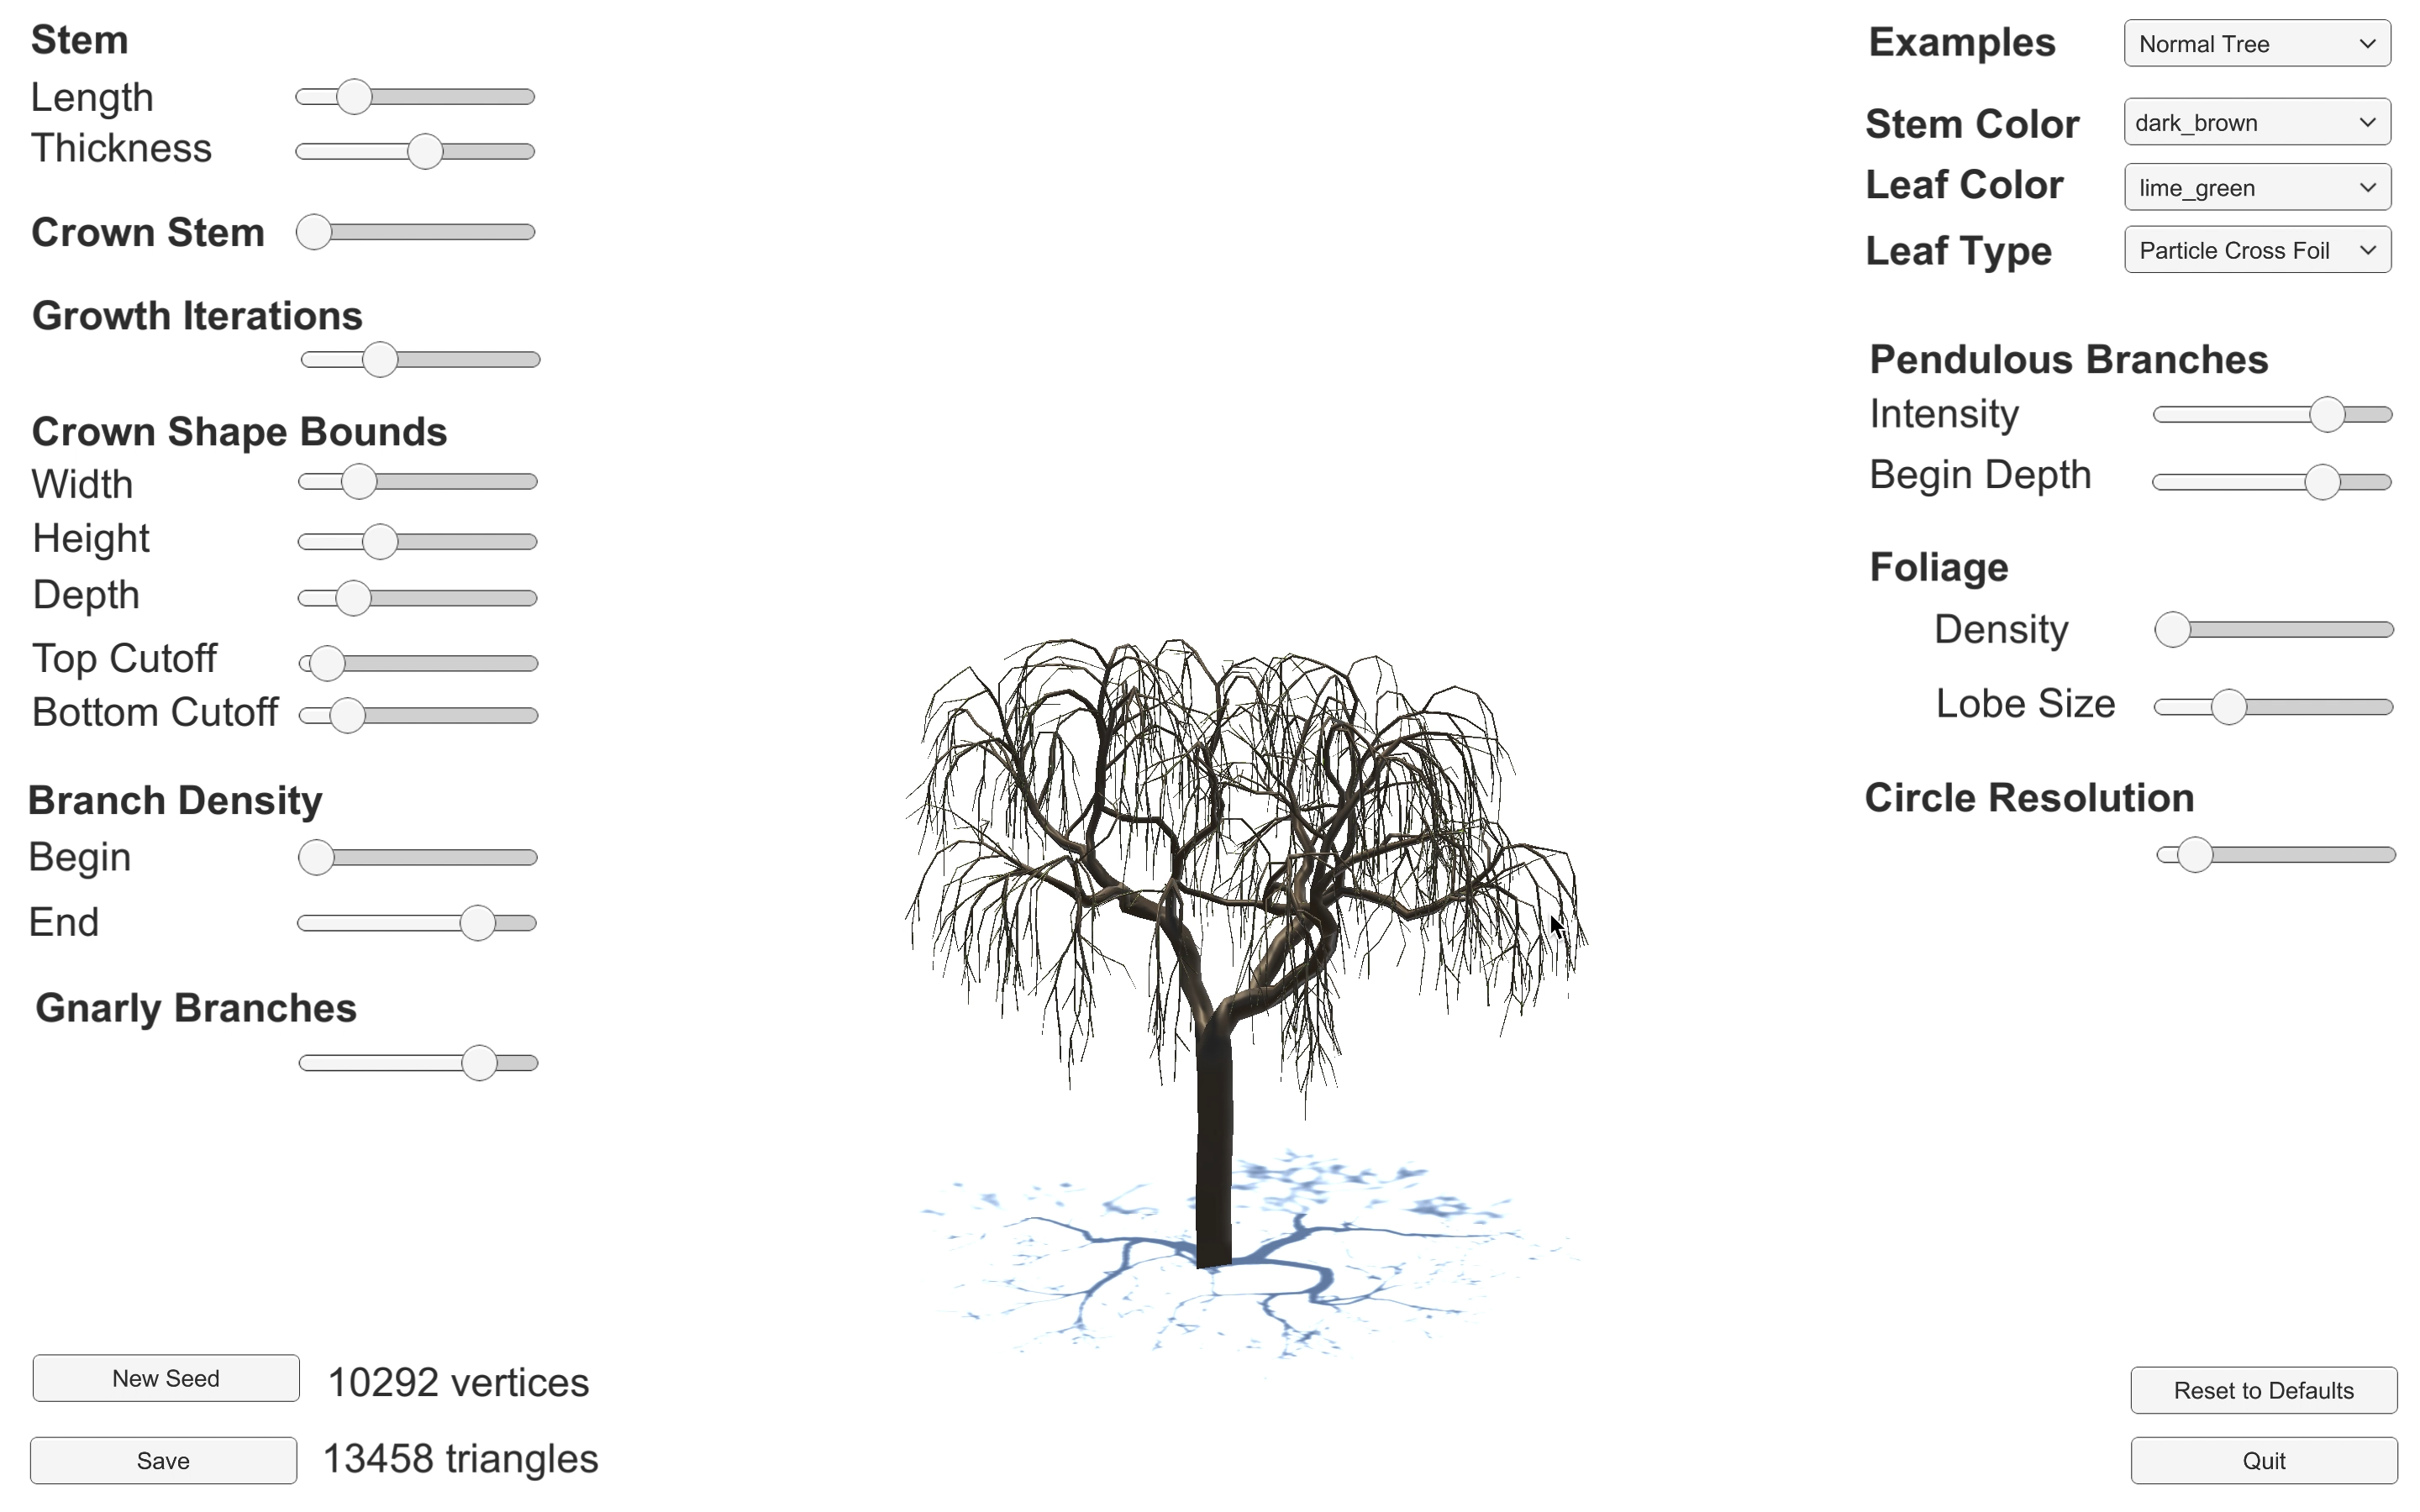 Stem
Length
Thickness
Crown Stem
Growth Iterations
Crown Shape Bounds
Width
Height
Depth
Top Cutoff
Bottom Cutoff
Branch Density
Begin
End
Gnarly Branches
New Seed
10292 vertices
Save
13458 triangles
Examples
Normal Tree
Stem Color
dark_brown
Leaf Color
lime_green
Leaf Type
Particle Cross Foil
Pendulous Branches
Intensity
Begin Depth
Foliage
Density
Lobe Size
Circle Resolution
Reset to Defaults
Quit